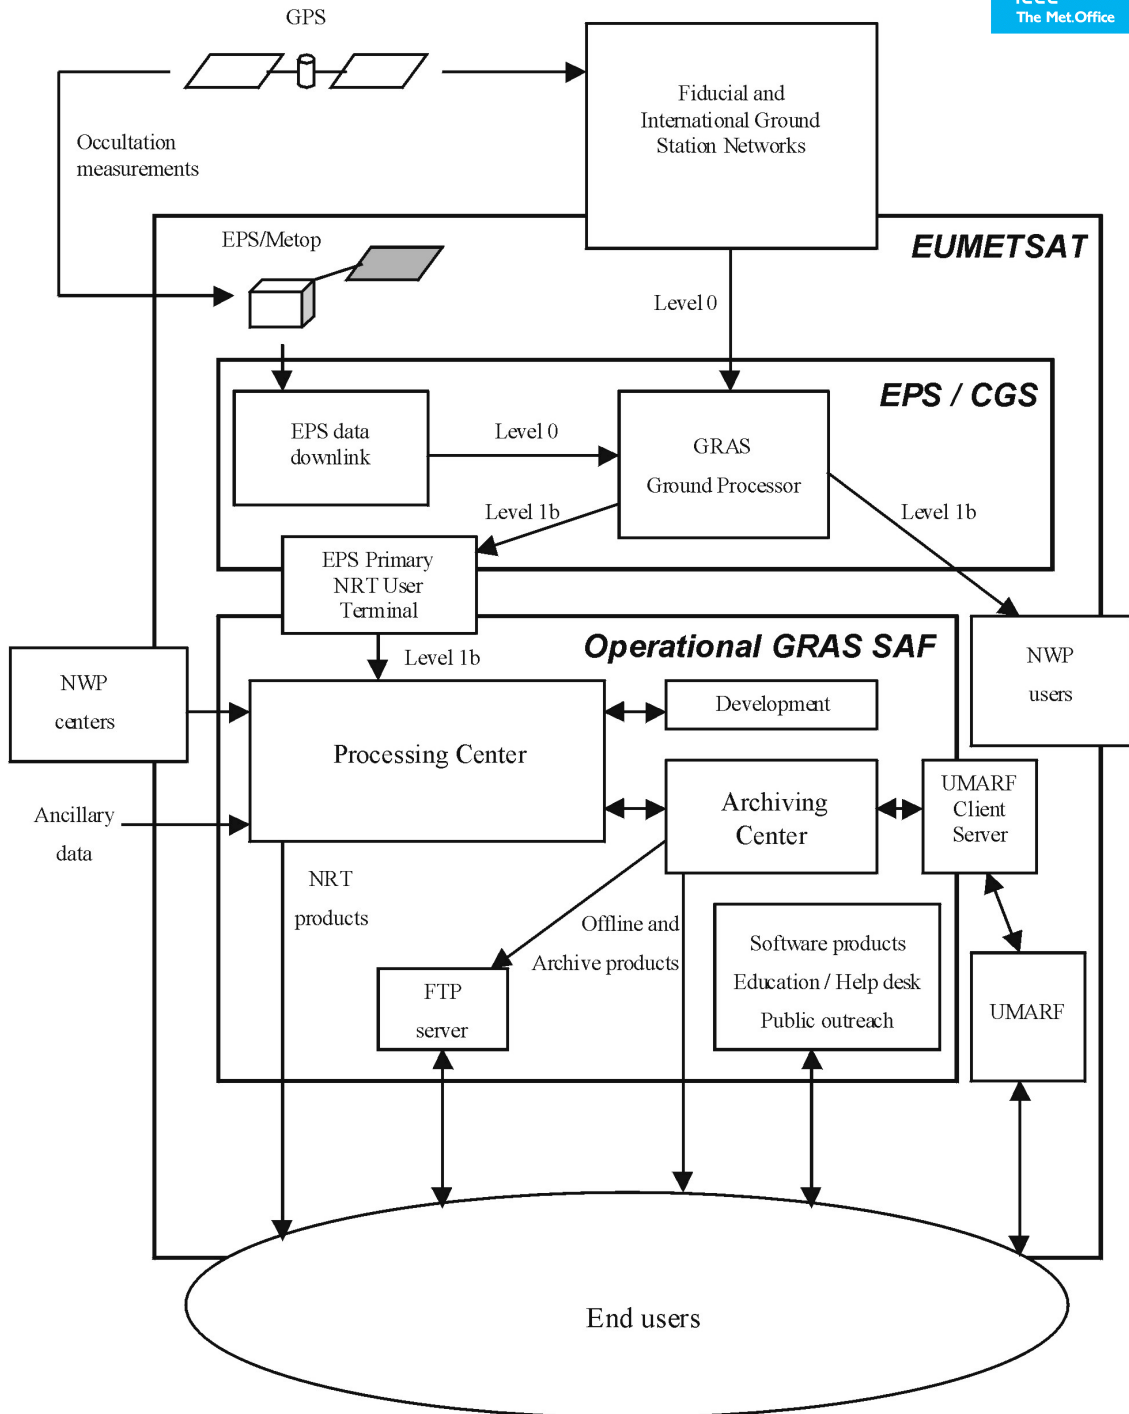 GPS
The Met.Office
Fiducial and
International Ground
Station Networks
Occultation
measurements
EPS/Metop
EUMETSAT
Level 0
EPS / CGS
EPS data
downlink
Level 0
GRAS
Ground Processor
Level 1b
Level 1b
EPS Primary
NRT User
Terminal
Operational GRAS SAF
Level 1b
NWP
centers
NWP
users
Development
Processing Center
Archiving
Center
UMARF
Client
Server
Ancillary
data
NRT
products
Offline and
Archive products
Software products
Education / Help desk
Public outreach
FTP
server
UMARF
End users